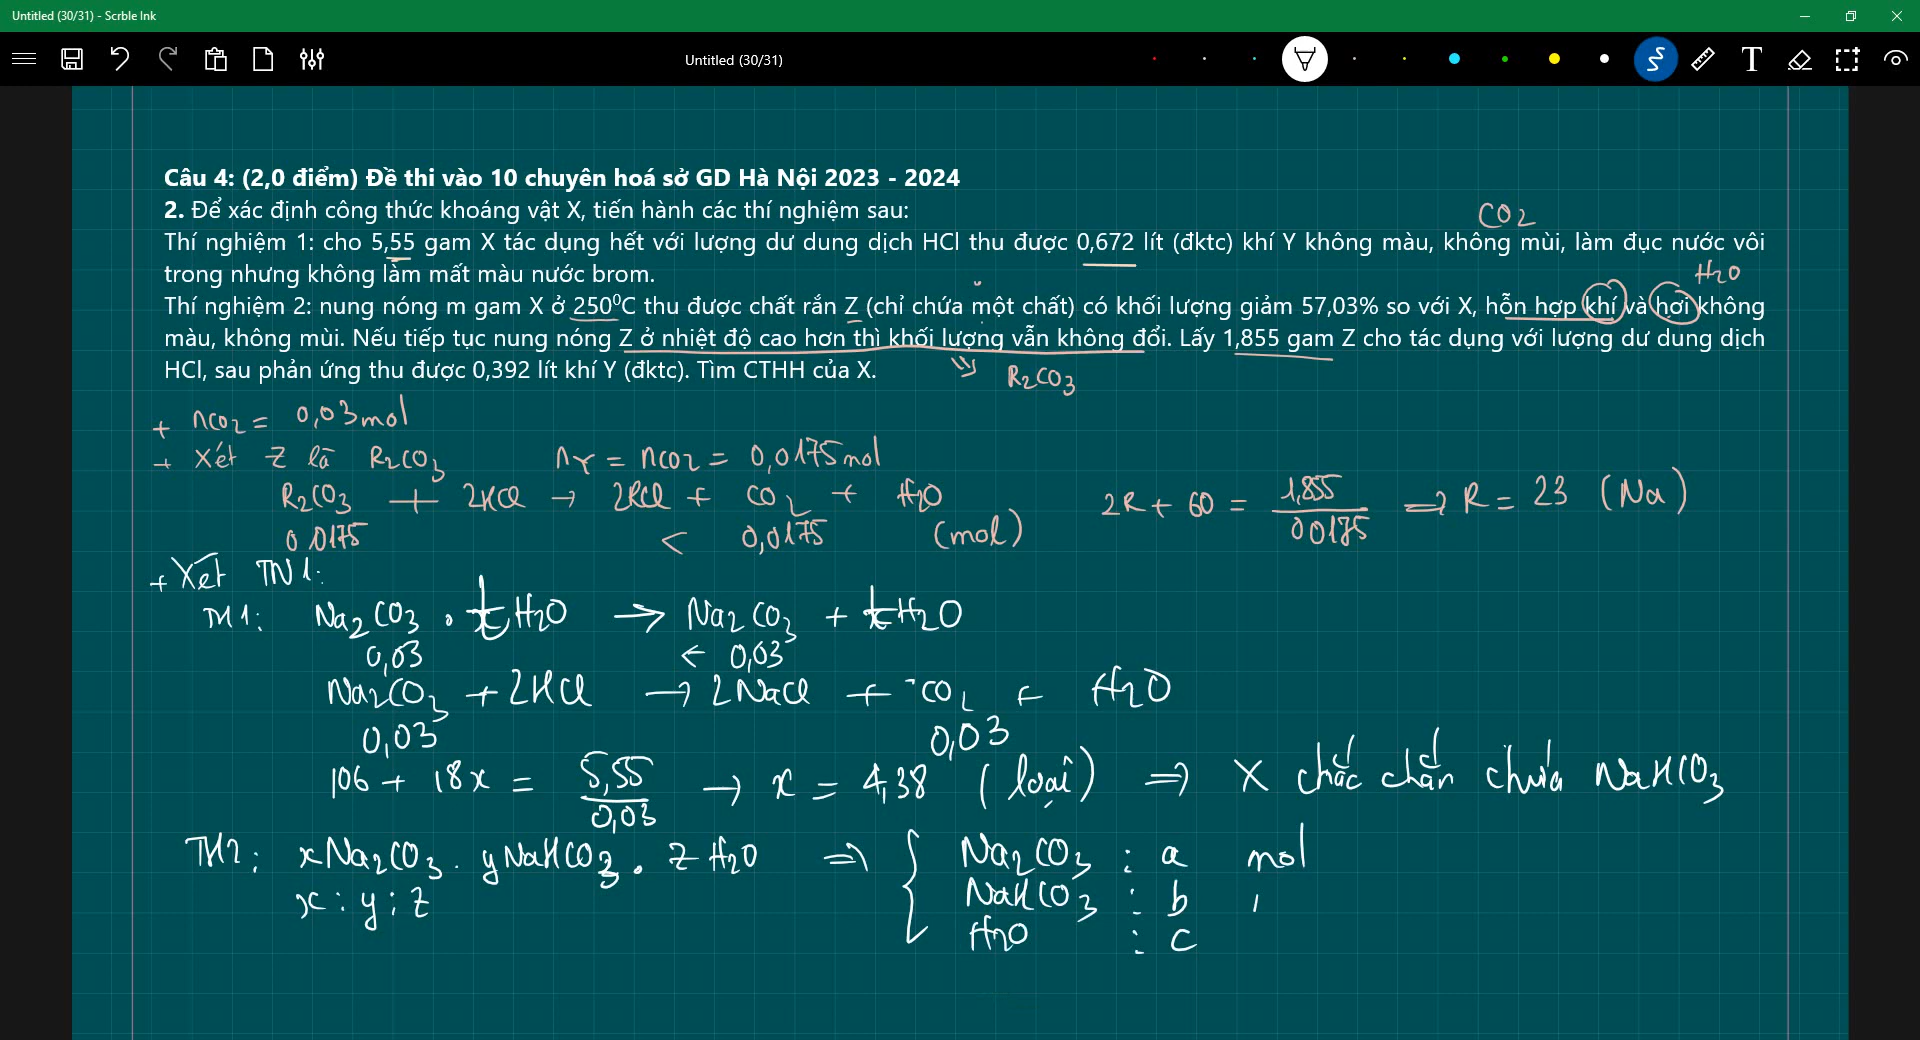 Untitled (30/31) - Scrble Ink
Untitled (30/31)
Câu 4: (2,0 điểm) Đề thi vào 10 chuyên hoá sở GD Hà Nội 2023 - 2024
2. Để xác định công thức khoáng vật X, tiến hành các thí nghiệm sau:
CO2
Thí nghiệm 1: cho 5,55 gam X tác dụng hết với lượng dư dung dịch HCl thu được 0,672 lít (đktc) khí Y không màu, không mùi, làm đục nước vôi
trong nhưng không làm mất màu nước brom.
H2O
Thí nghiệm 2: nung nóng m gam X ở 250⁰C thu được chất rắn Z (chỉ chứa một chất) có khối lượng giảm 57,03% so với X, hỗn hợp khí và hơi không
màu, không mùi. Nếu tiếp tục nung nóng Z ở nhiệt độ cao hơn thì khối lượng vẫn không đổi. Lấy 1,855 gam Z cho tác dụng với lượng dư dung dịch
HCl, sau phản ứng thu được 0,392 lít khí Y (đktc). Tìm CTHH của X.
R2CO3
+ nCO2 = 0,03 mol
+ Xét Z là R2CO3 nY = nCO2 = 0,0175 mol
R2CO3 + 2HCl → 2RCl + CO2 + H2O
0,0175 < 0,0175 (mol)
2R + 60 = 1,855 / 0,0175 => R = 23 (Na)
+ Xét TN1:
TH1: Na2CO3 . tH2O → Na2CO3 + tH2O
0,03 ← 0,03
Na2CO3 + 2HCl → 2NaCl + CO2 + H2O
0,03 0,03
106 + 18x = 5,55 / 0,03 → x = 4,38 (loại) => X chắc chắn chứa NaHCO3
TH2: xNa2CO3 . yNaHCO3 . zH2O => { Na2CO3 : a mol
x : y : z NaHCO3 : b
H2O : c